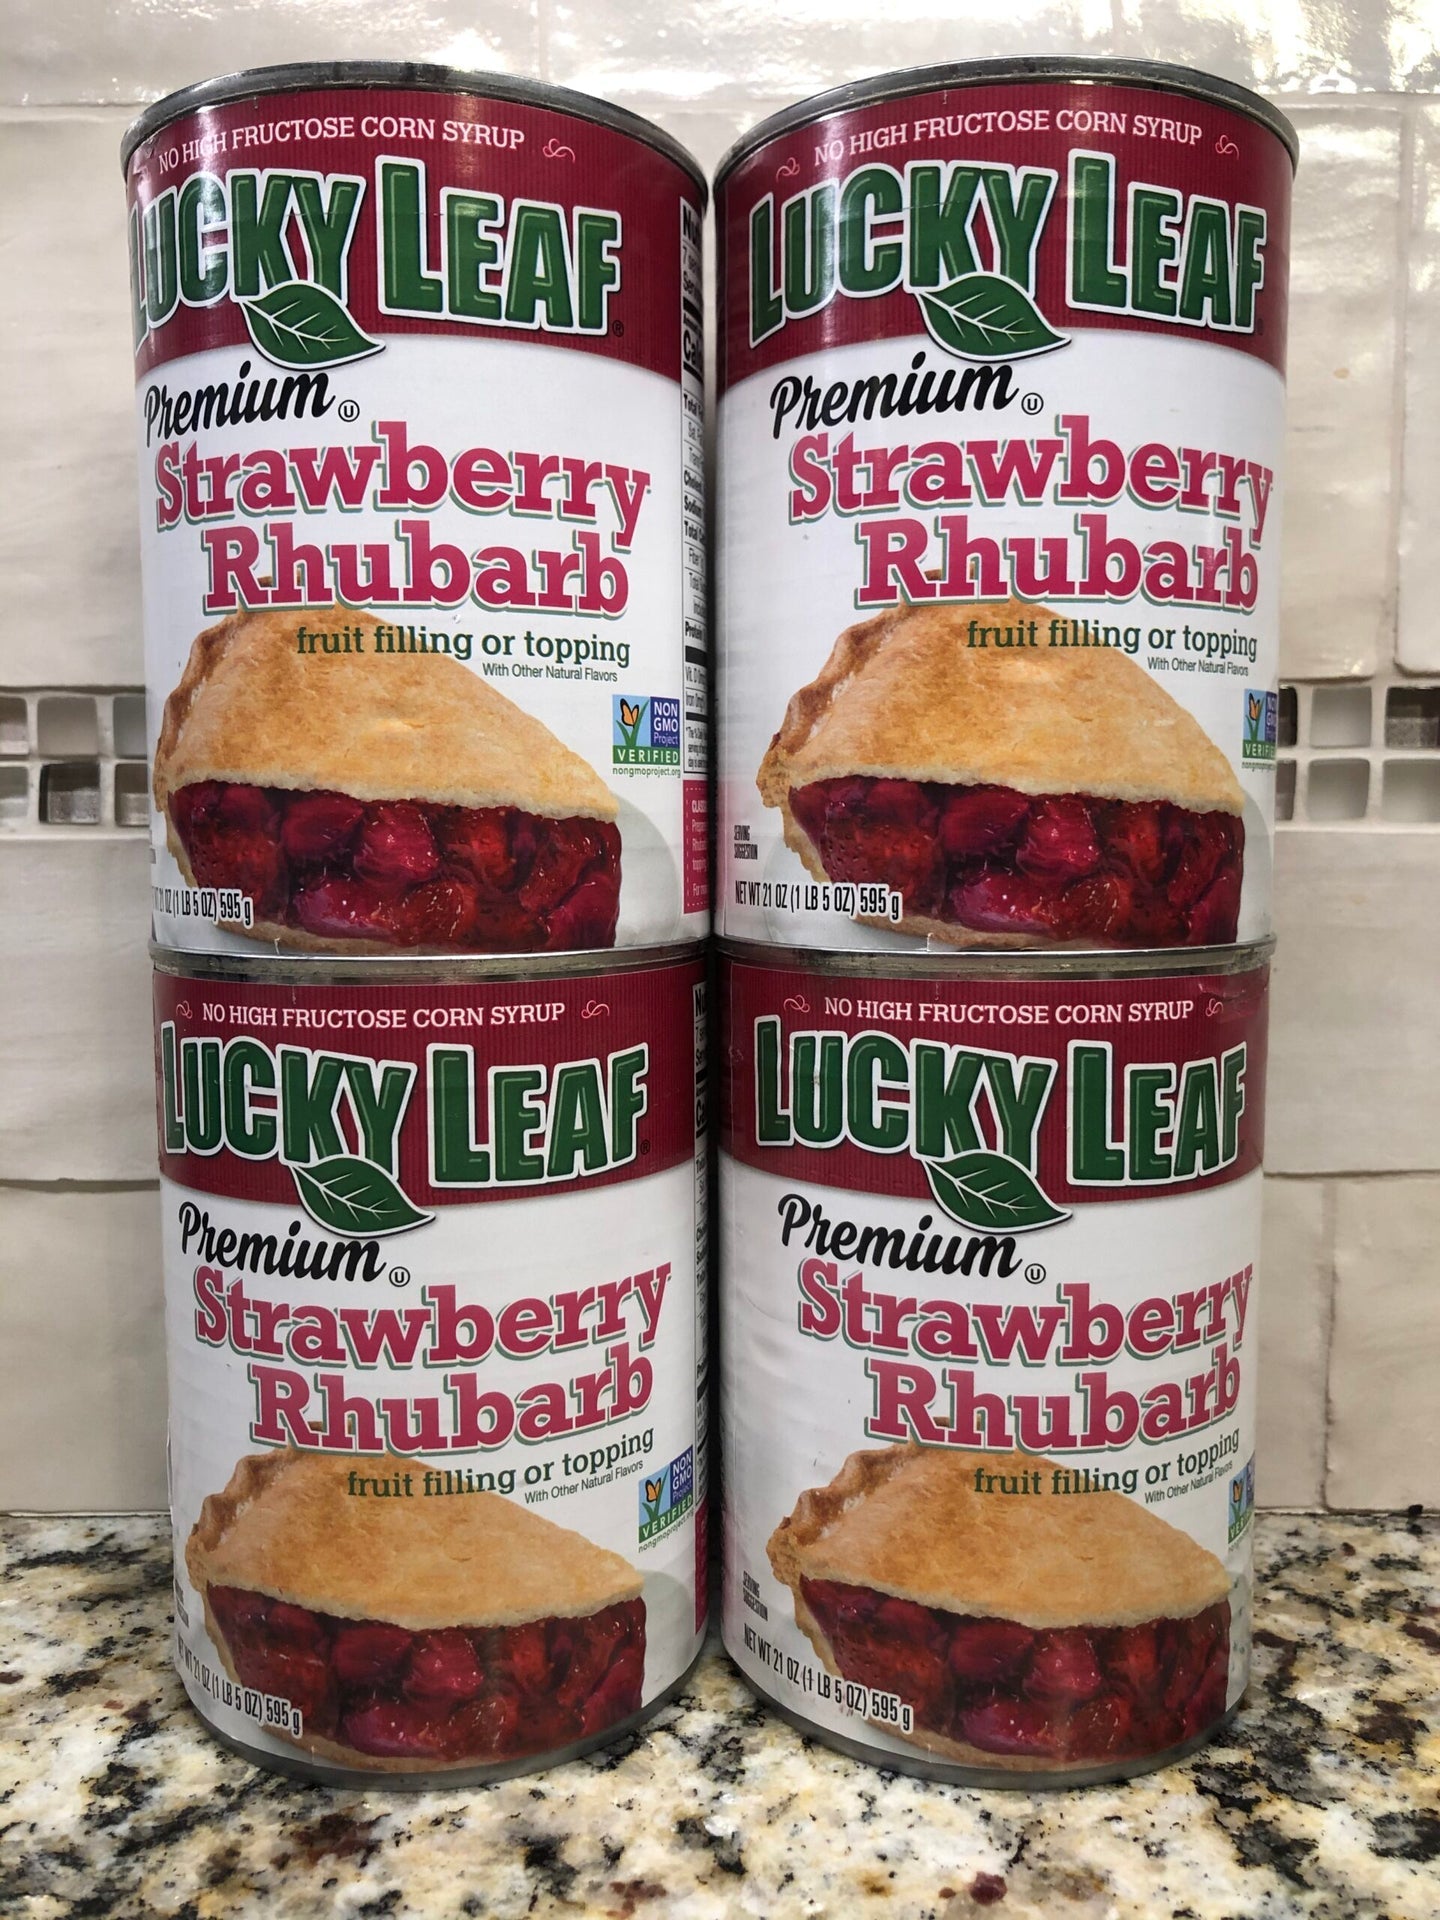 NO HIGH FRUCTOSE CORN SYRUP
LUCKY LEAF®
Premium Ⓤ
Strawberry
Rhubarb
fruit filling or topping
With Other Natural Flavors
NON
GMO
Project
VERIFIED
nongmoproject.org
(1 LB 5 OZ) 595 g
NO HIGH FRUCTOSE CORN SYRUP
LUCKY LEAF
Premium Ⓤ
Strawberry
Rhubarb
fruit filling or topping
With Other Natural Flavors
NON
GMO
SERVING
SUGGESTION
NET WT 21 OZ (1 LB 5 OZ) 595 g
NO HIGH FRUCTOSE CORN SYRUP
LUCKY LEAF®
Premium Ⓤ
Strawberry
Rhubarb
fruit filling or topping
With Other Natural Flavors
NON
GMO
Project
VERIFIED
nongmoproject.org
WT 21 OZ (1 LB 5 OZ) 595 g
NO HIGH FRUCTOSE CORN SYRUP
LUCKY LEAF
Premium Ⓤ
Strawberry
Rhubarb
fruit filling or topping
With Other Natural Flavors
SERVING
SUGGESTION
NET WT 21 OZ (1 LB 5 OZ) 595 g